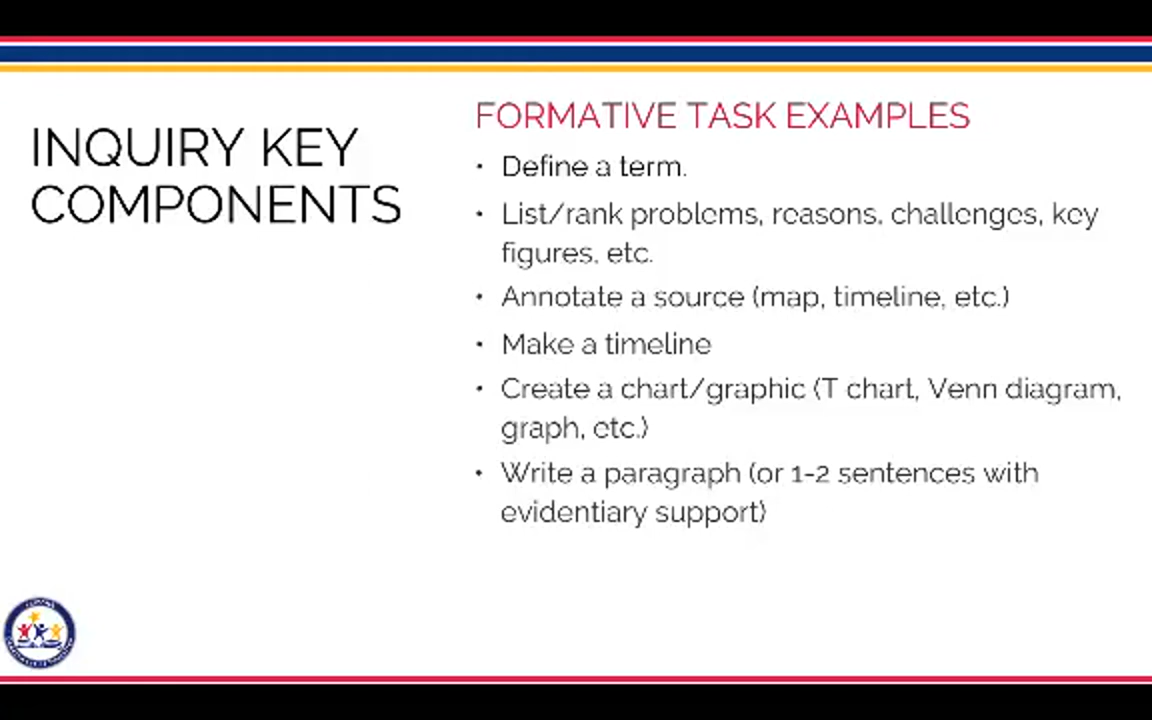 INQUIRY KEY
COMPONENTS
FORMATIVE TASK EXAMPLES
• Define a term.
• List/rank problems, reasons, challenges, key
figures, etc.
• Annotate a source (map, timeline, etc.)
• Make a timeline
• Create a chart/graphic (T chart, Venn diagram,
graph, etc.)
• Write a paragraph (or 1-2 sentences with
evidentiary support)